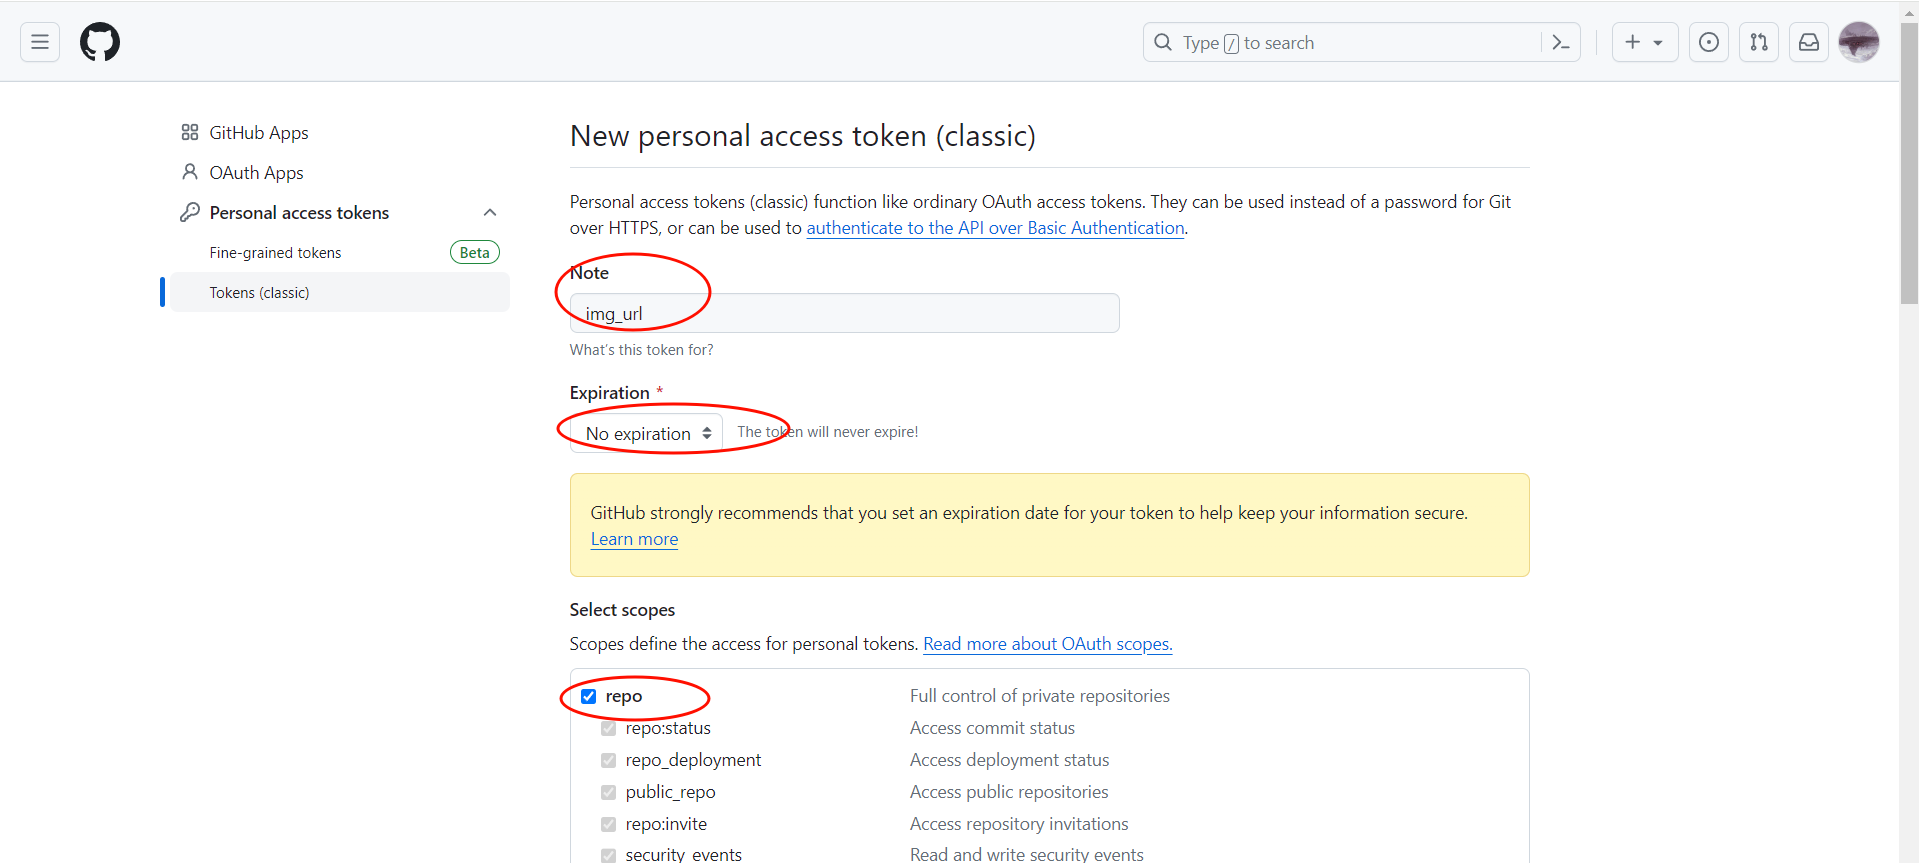 Type / to search
GitHub Apps
OAuth Apps
Personal access tokens
Fine-grained tokens Beta
Tokens (classic)
New personal access token (classic)
Personal access tokens (classic) function like ordinary OAuth access tokens. They can be used instead of a password for Git
over HTTPS, or can be used to authenticate to the API over Basic Authentication.
Note
img_url
What's this token for?
Expiration *
No expiration The token will never expire!
GitHub strongly recommends that you set an expiration date for your token to help keep your information secure.
Learn more
Select scopes
Scopes define the access for personal tokens. Read more about OAuth scopes.
repo Full control of private repositories
repo:status Access commit status
repo_deployment Access deployment status
public_repo Access public repositories
repo:invite Access repository invitations
security_events Read and write security events